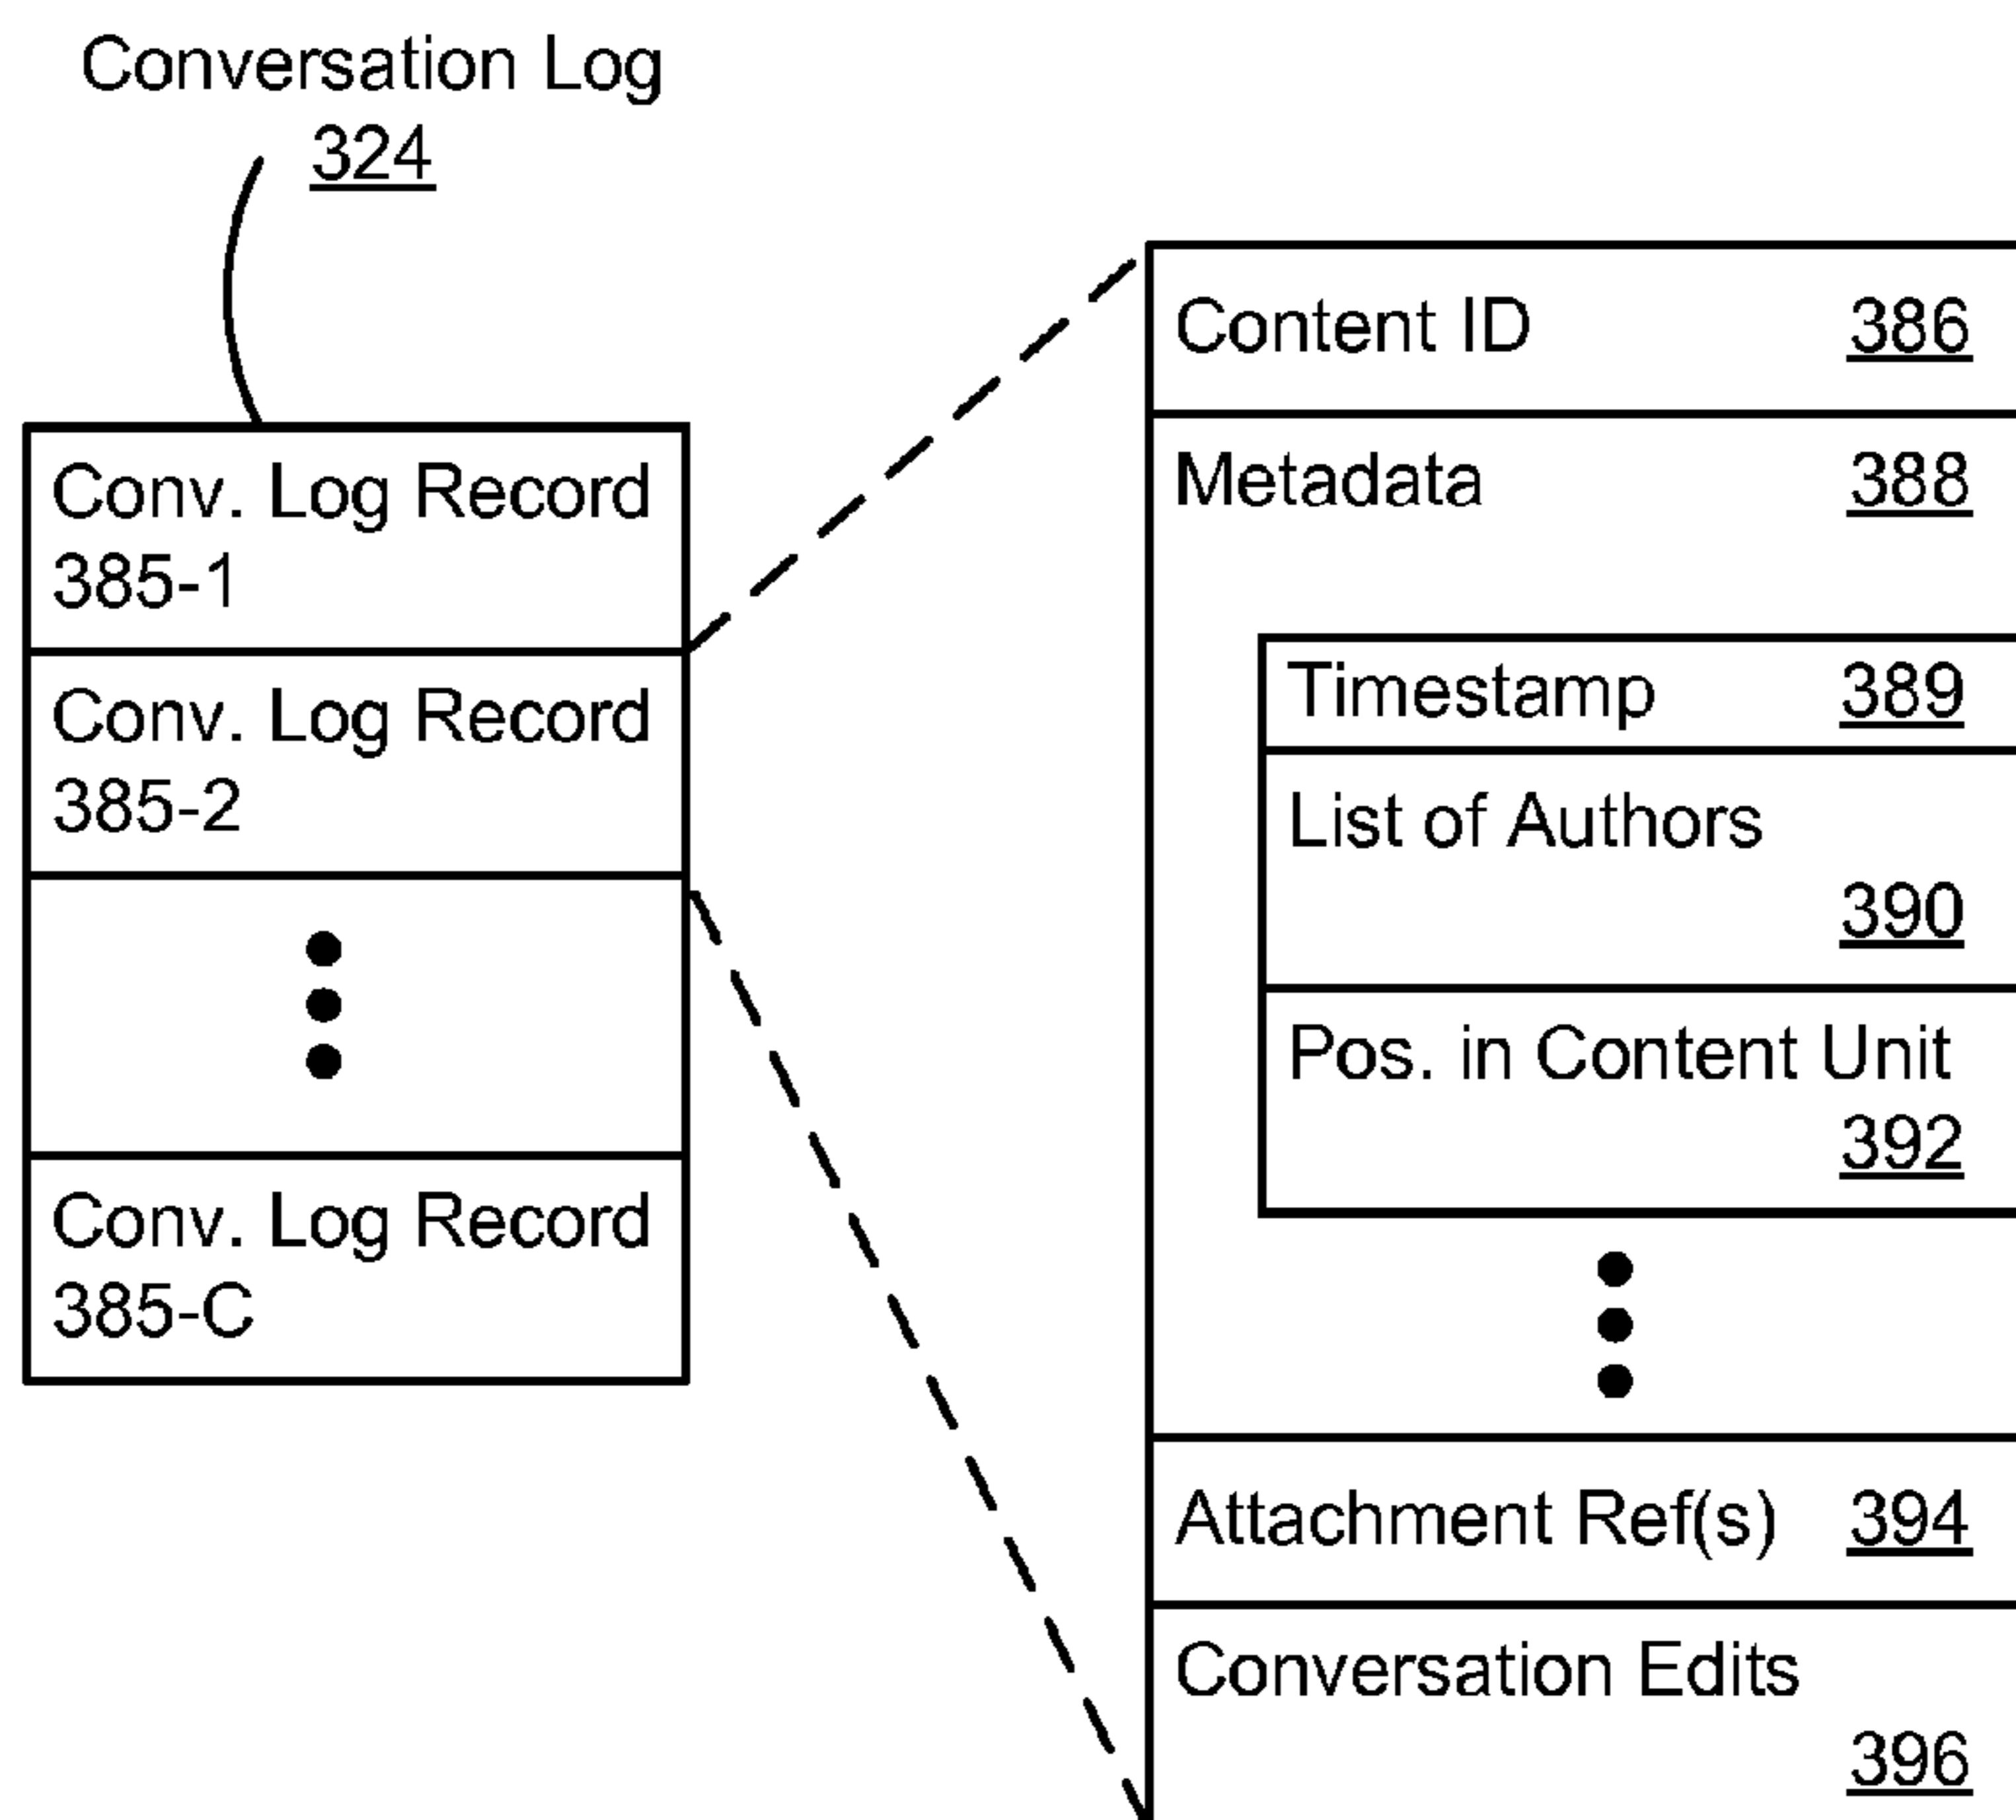 Conversation Log
324
Conv. Log Record
385-1
Conv. Log Record
385-2
Conv. Log Record
385-C
Content ID 386
Metadata 388
Timestamp 389
List of Authors
390
Pos. in Content Unit
392
Attachment Ref(s) 394
Conversation Edits
396